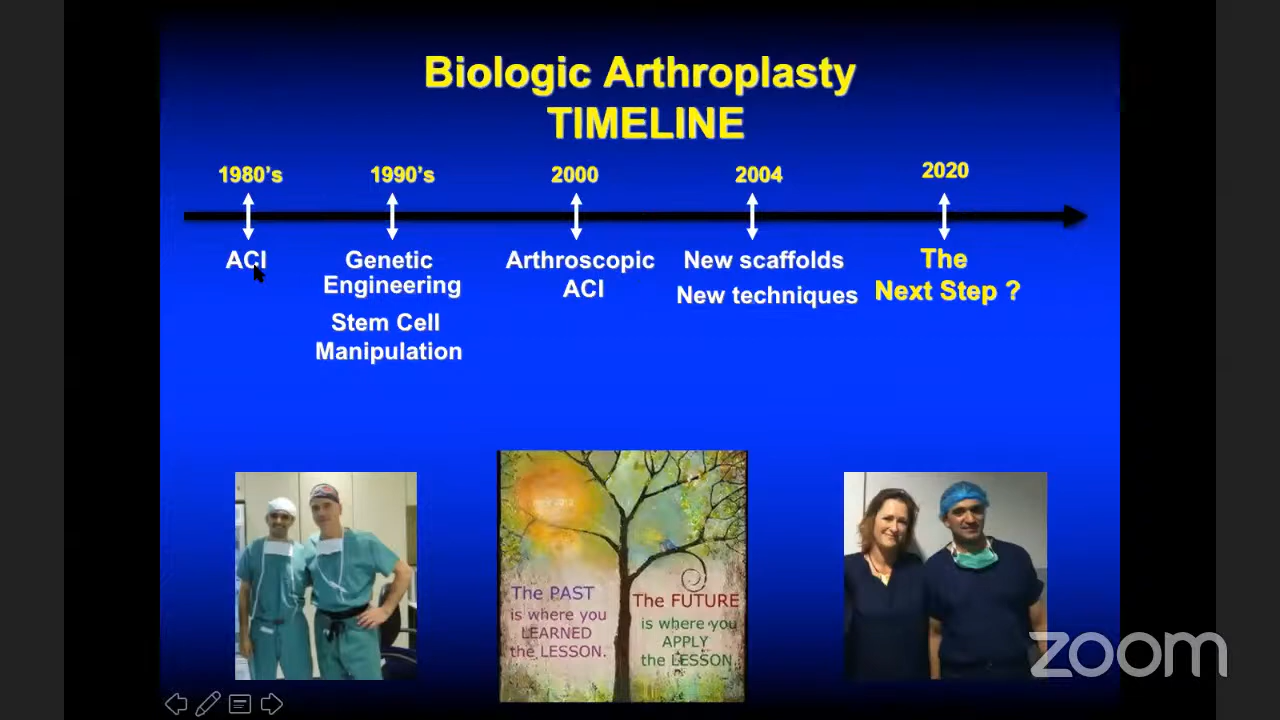 Biologic Arthroplasty
TIMELINE
1980's
1990's
2000
2004
2020
ACI
Genetic
Engineering
Stem Cell
Manipulation
Arthroscopic
ACI
New scaffolds
New techniques
The
Next Step ?
The PAST
is where you
LEARNED
the LESSON.
The FUTURE
is where you
APPLY
the LESSON.
zoom